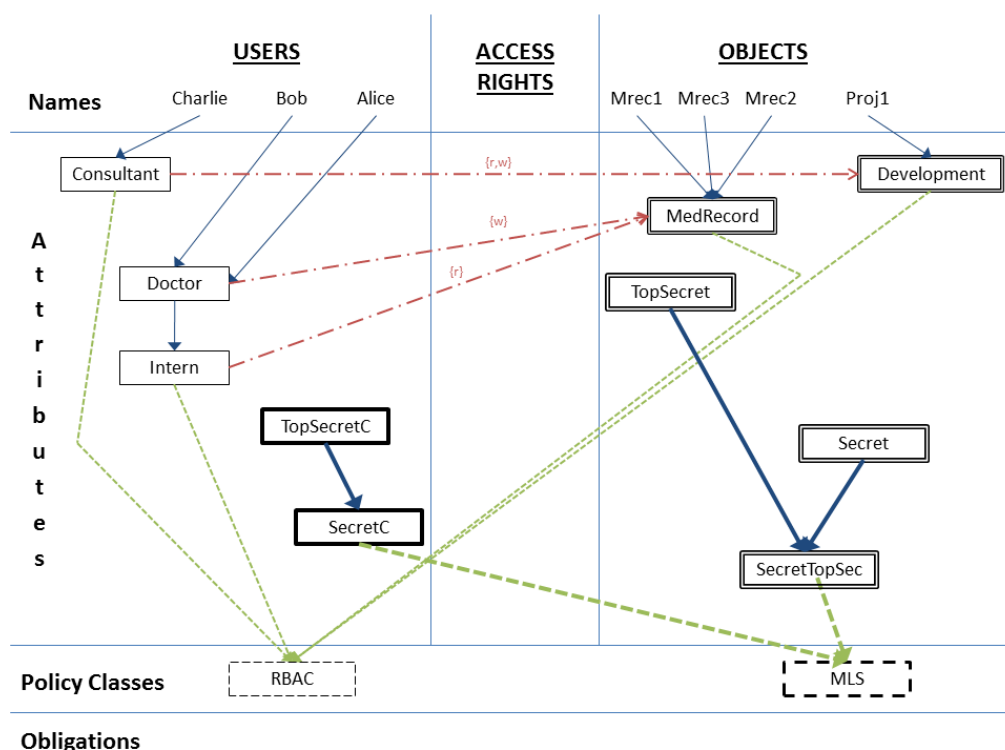 USERS
ACCESS
RIGHTS
OBJECTS
Names
Charlie
Bob
Alice
Mrec1
Mrec3
Mrec2
Proj1
Attributes
Consultant
{r,w}
Development
MedRecord
{w}
Doctor
{r}
TopSecret
Intern
TopSecretC
Secret
SecretC
SecretTopSec
Policy Classes
RBAC
MLS
Obligations